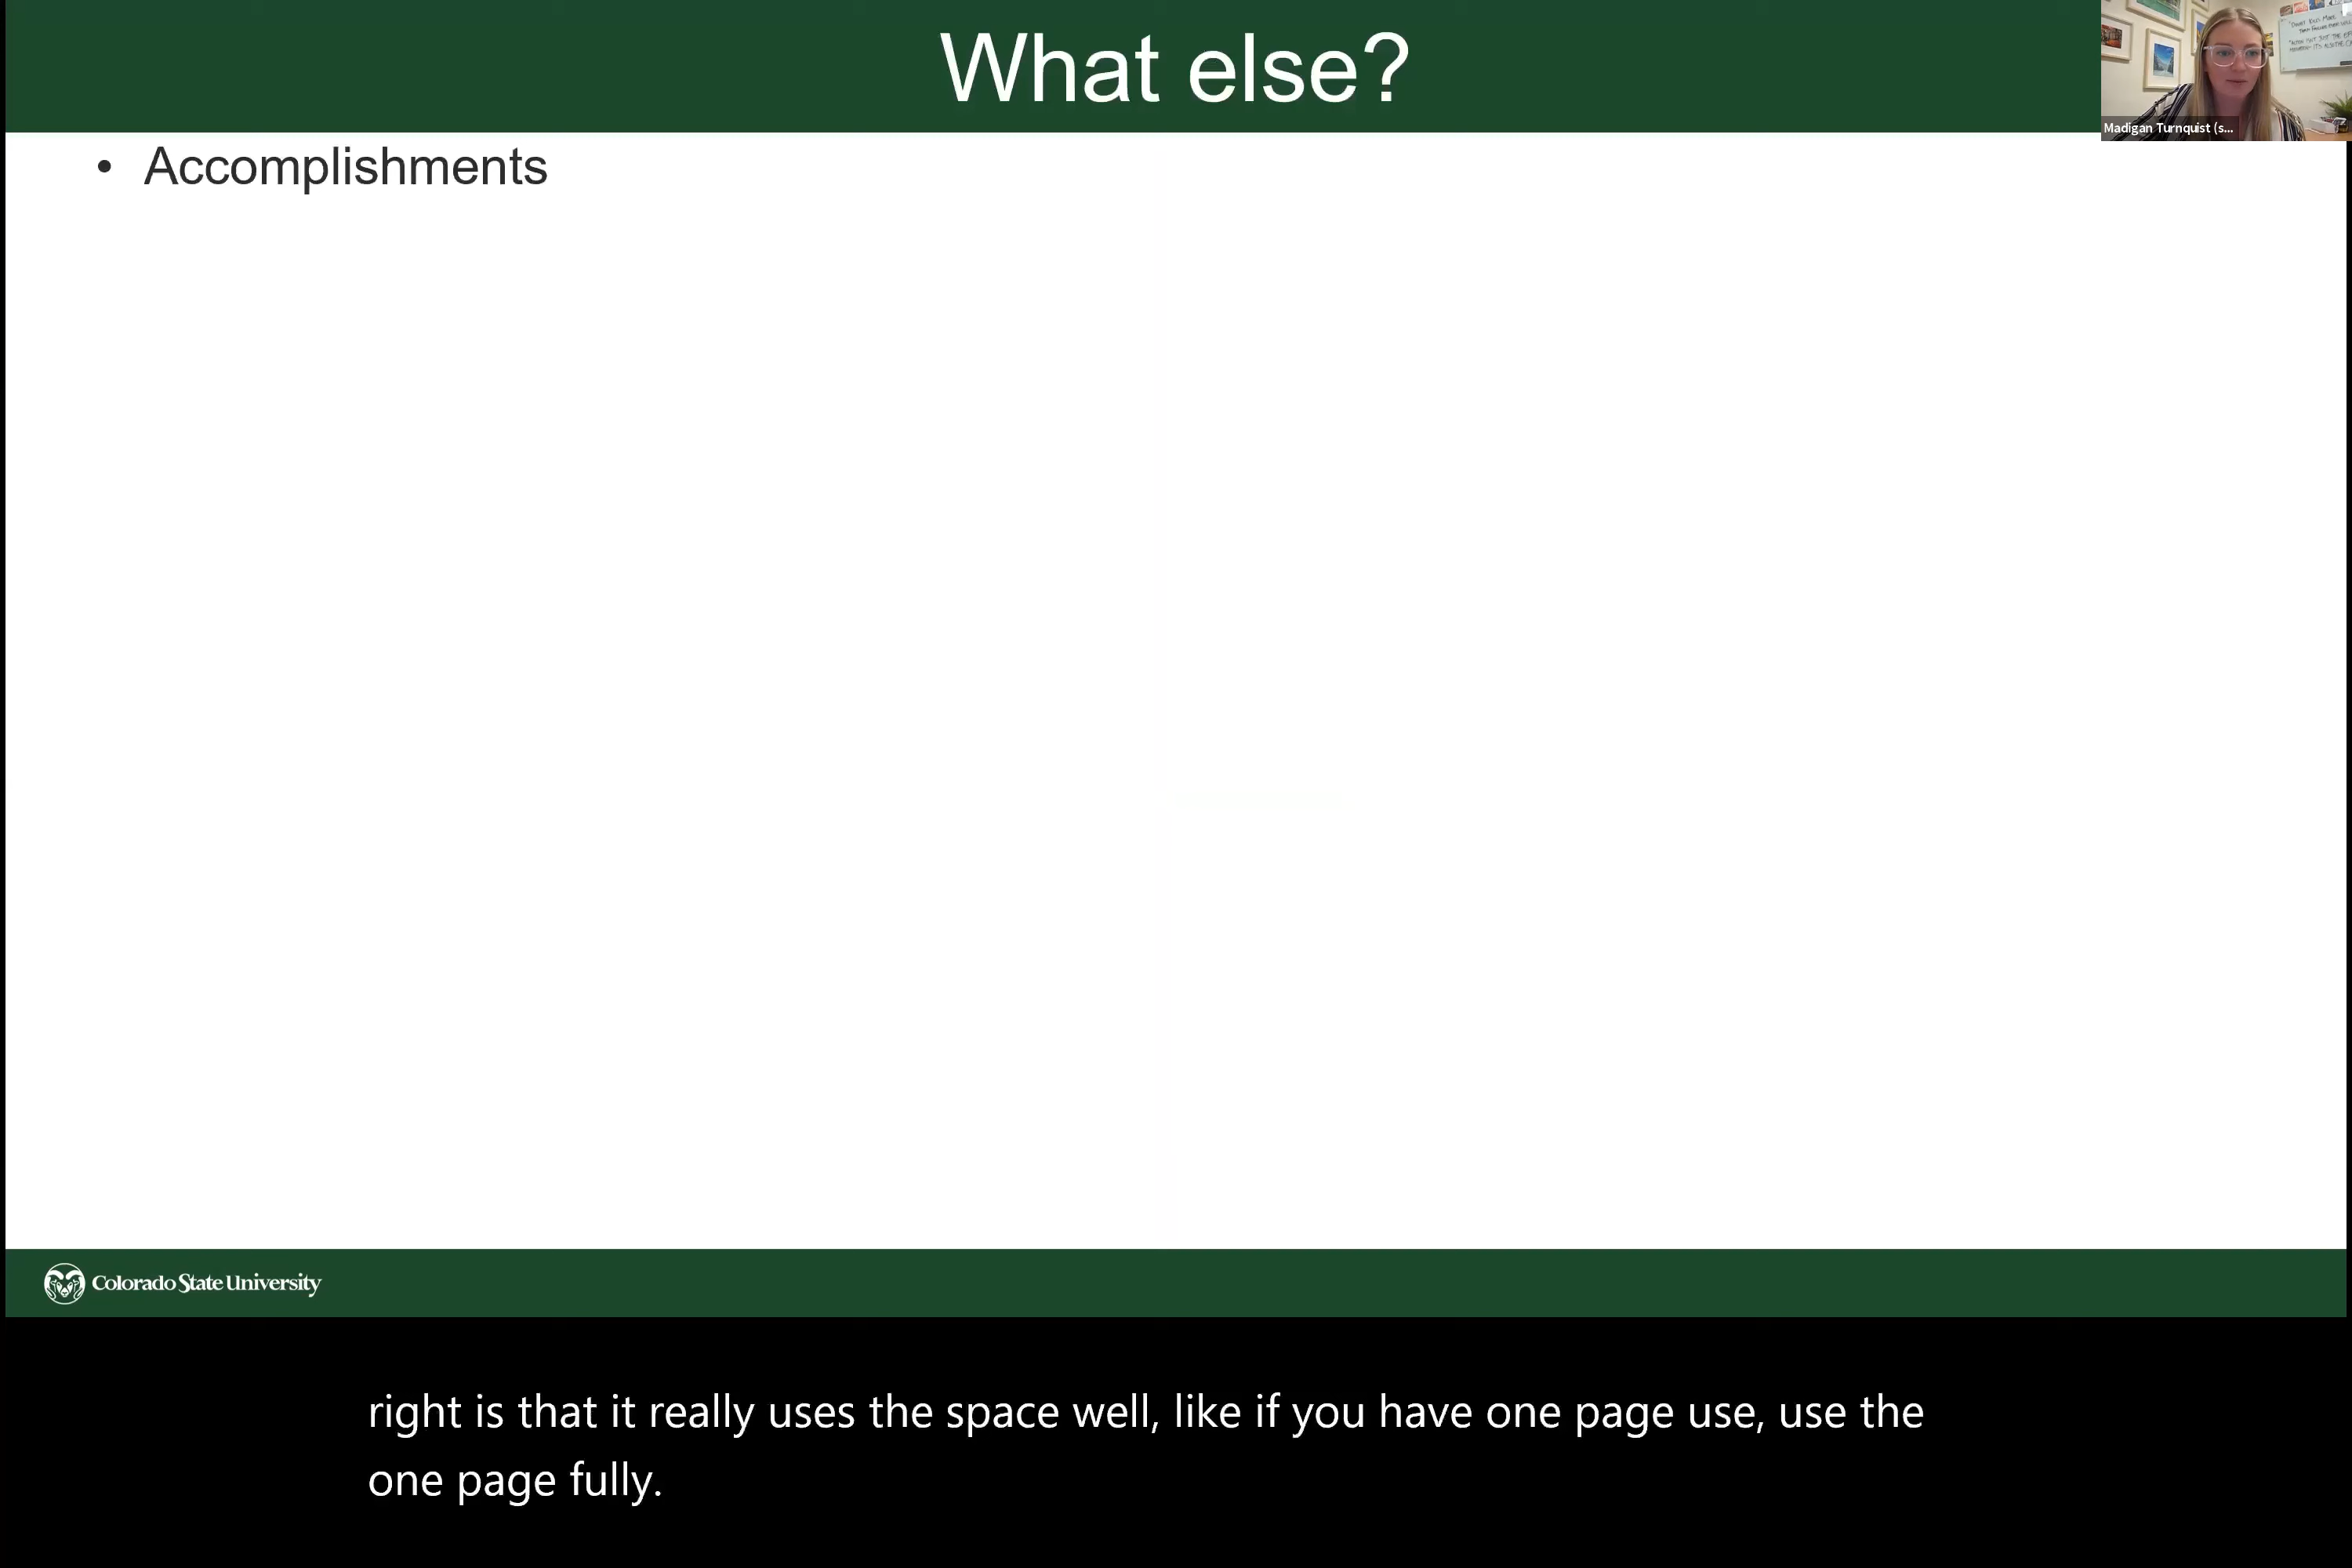 What else?
• Accomplishments
Madigan Turnquist (s...
Colorado State University
right is that it really uses the space well, like if you have one page use, use the
one page fully.